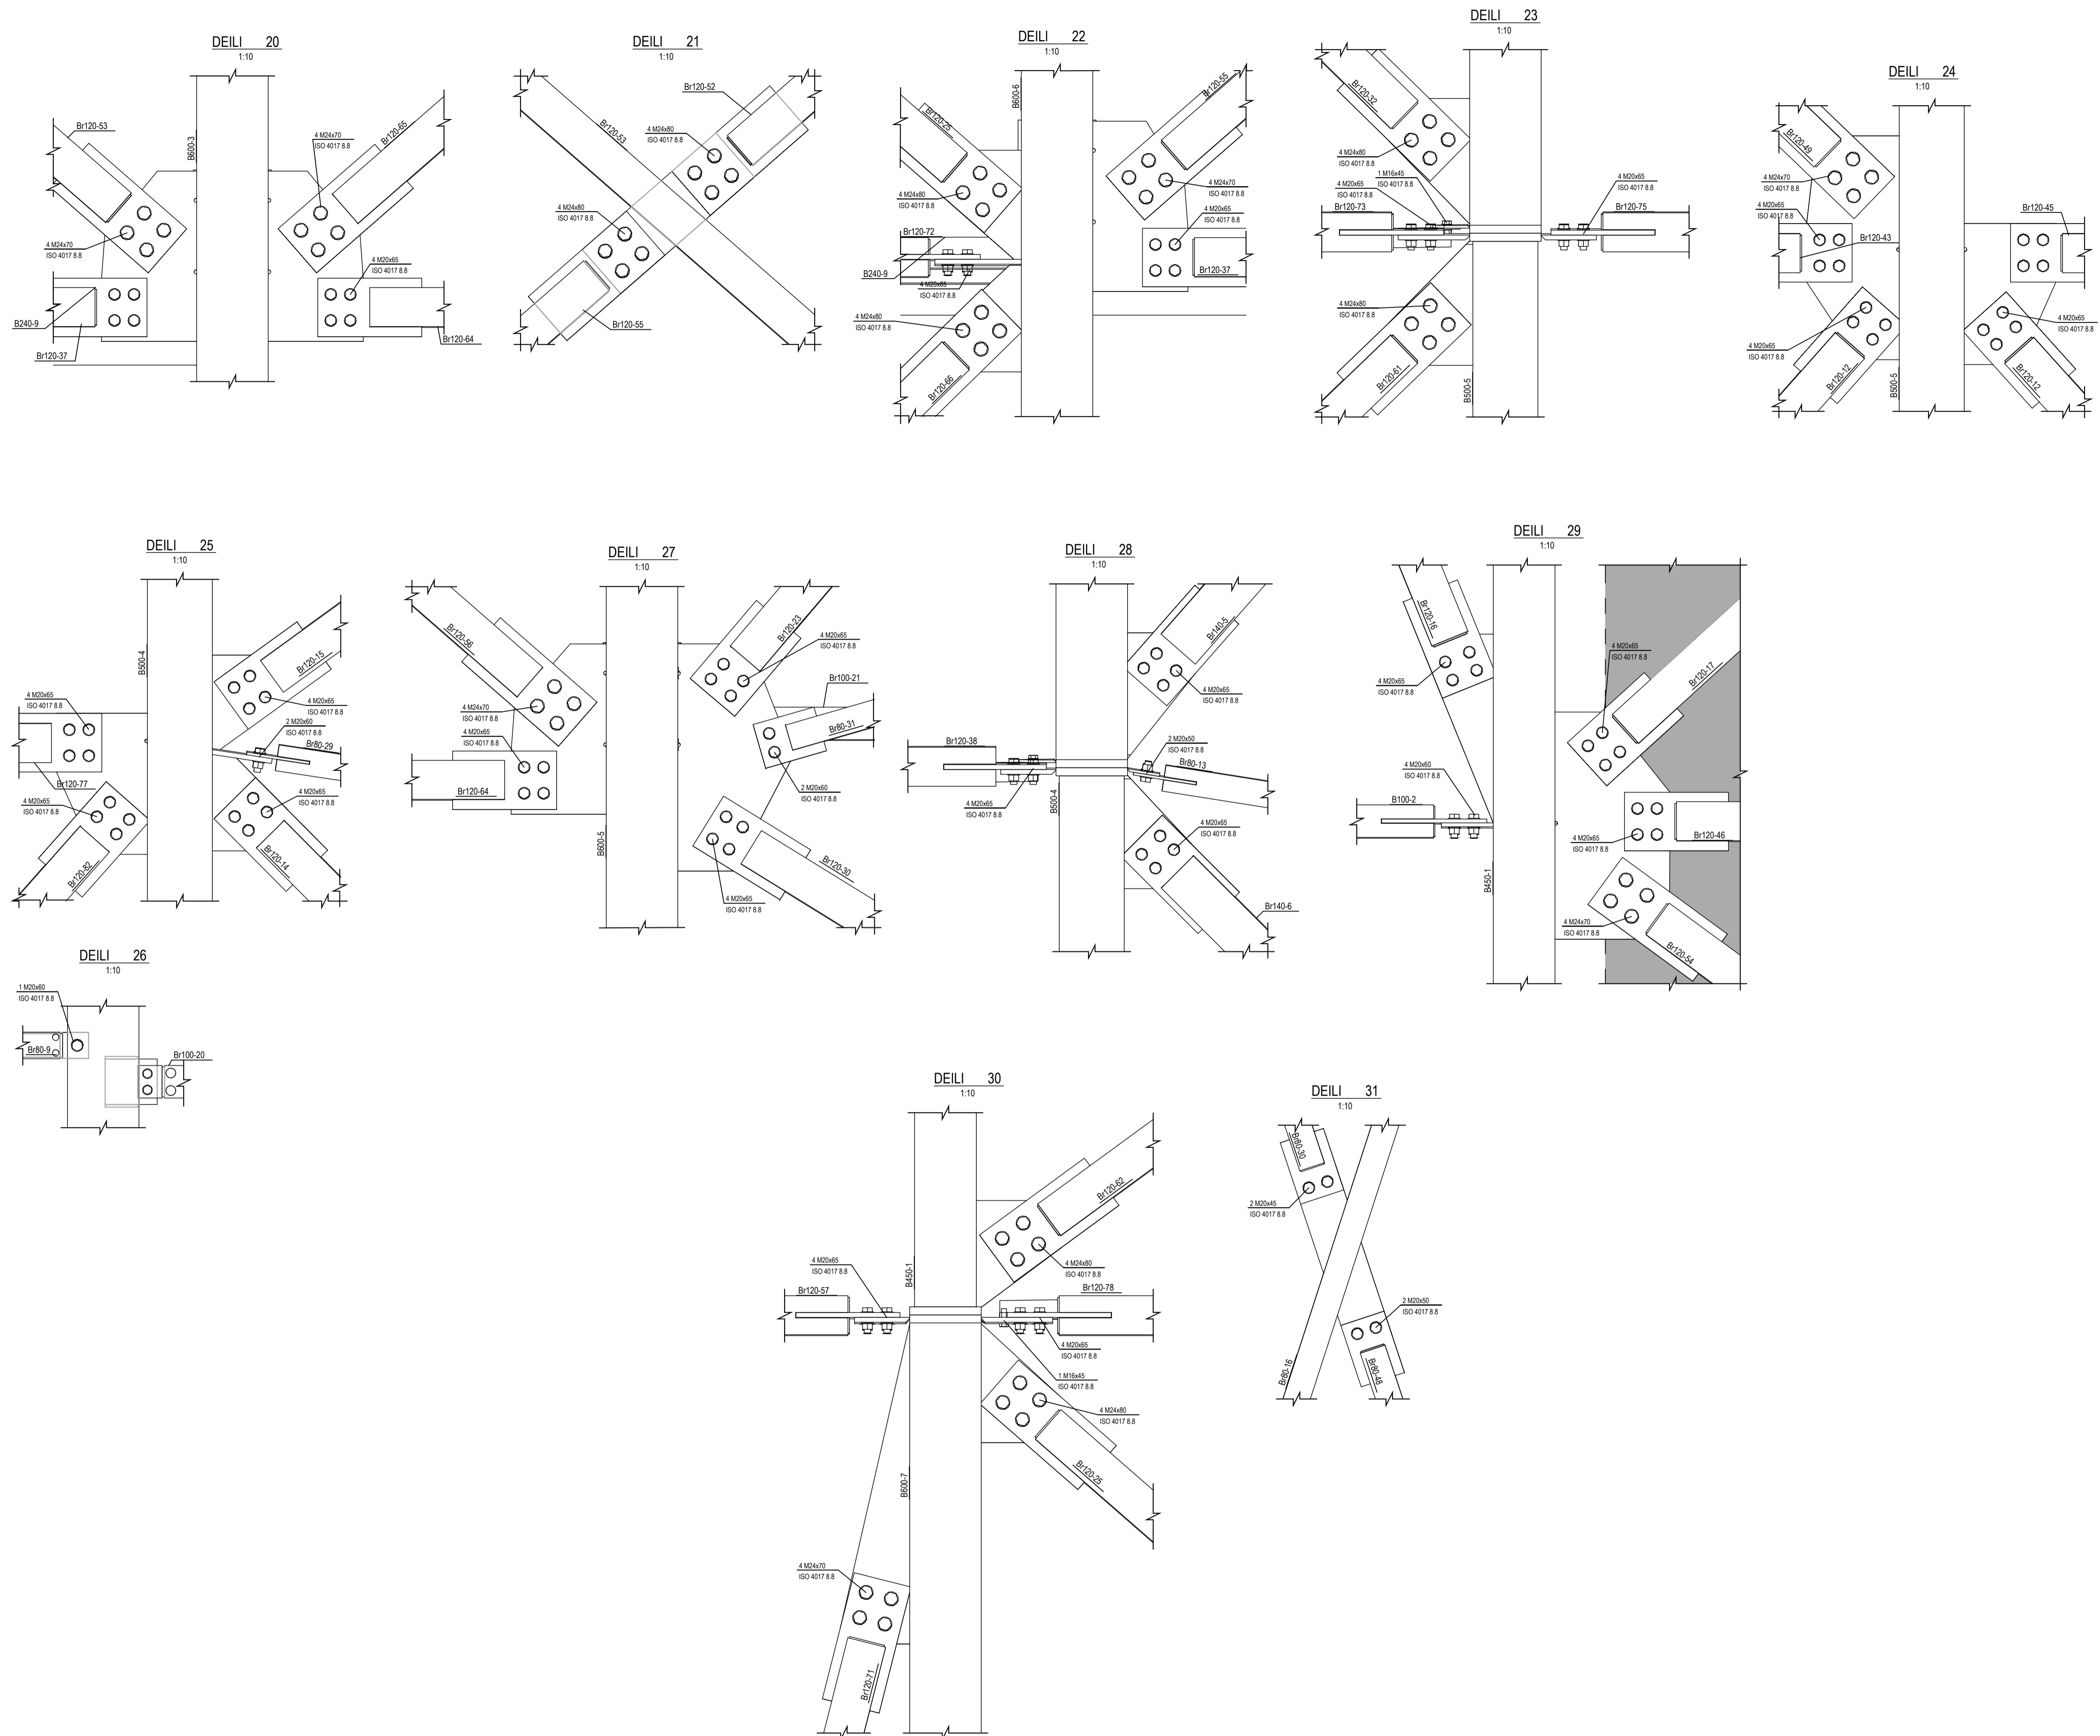 DEILI 20
1:10
Br120-53
B600-3
4 M24x70
ISO 4017 8.8
Br120-65
4 M24x70
ISO 4017 8.8
4 M20x65
ISO 4017 8.8
B240-9
Br120-37
Br120-64
DEILI 21
1:10
Br120-52
Br120-53
4 M24x80
ISO 4017 8.8
4 M24x80
ISO 4017 8.8
Br120-55
DEILI 22
1:10
B600-6
Br120-55
Br120-25
4 M24x80
ISO 4017 8.8
4 M24x70
ISO 4017 8.8
4 M20x65
ISO 4017 8.8
Br120-72
B240-9
4 M20x65
ISO 4017 8.8
Br120-37
4 M24x80
ISO 4017 8.8
Br120-66
DEILI 23
1:10
Br120-32
4 M24x80
ISO 4017 8.8
1 M16x45
ISO 4017 8.8
4 M20x65
ISO 4017 8.8
4 M20x65
ISO 4017 8.8
Br120-73
Br120-75
4 M24x80
ISO 4017 8.8
Br120-61
B500-5
DEILI 24
1:10
Br120-49
4 M24x70
ISO 4017 8.8
4 M20x65
ISO 4017 8.8
Br120-45
Br120-43
4 M20x65
ISO 4017 8.8
4 M20x65
ISO 4017 8.8
Br120-12
B500-5
Br120-12
DEILI 25
1:10
B500-4
Br120-15
4 M20x65
ISO 4017 8.8
4 M20x65
ISO 4017 8.8
2 M20x60
ISO 4017 8.8
Br80-29
Br120-77
4 M20x65
ISO 4017 8.8
4 M20x65
ISO 4017 8.8
Br120-82
Br120-14
DEILI 27
1:10
Br120-56
Br120-23
4 M20x65
ISO 4017 8.8
Br100-21
4 M24x70
ISO 4017 8.8
Br80-31
4 M20x65
ISO 4017 8.8
2 M20x60
ISO 4017 8.8
Br120-64
B600-5
Br120-30
4 M20x65
ISO 4017 8.8
DEILI 28
1:10
Br140-5
4 M20x65
ISO 4017 8.8
Br120-38
2 M20x50
ISO 4017 8.8
Br80-13
4 M20x65
ISO 4017 8.8
B500-4
4 M20x65
ISO 4017 8.8
Br140-6
DEILI 29
1:10
Br120-16
4 M20x65
ISO 4017 8.8
4 M20x65
ISO 4017 8.8
Br120-17
4 M20x60
ISO 4017 8.8
B100-2
4 M20x65
ISO 4017 8.8
Br120-46
B450-1
4 M24x70
ISO 4017 8.8
Br120-54
DEILI 26
1:10
1 M20x60
ISO 4017 8.8
Br80-9
Br100-20
DEILI 30
1:10
Br120-62
4 M24x80
ISO 4017 8.8
4 M20x65
ISO 4017 8.8
B450-1
Br120-57
Br120-78
4 M20x65
ISO 4017 8.8
1 M16x45
ISO 4017 8.8
4 M24x80
ISO 4017 8.8
Br120-25
B600-7
4 M24x70
ISO 4017 8.8
Br120-71
DEILI 31
1:10
Br80-30
2 M20x45
ISO 4017 8.8
2 M20x50
ISO 4017 8.8
Br80-16
Br80-48